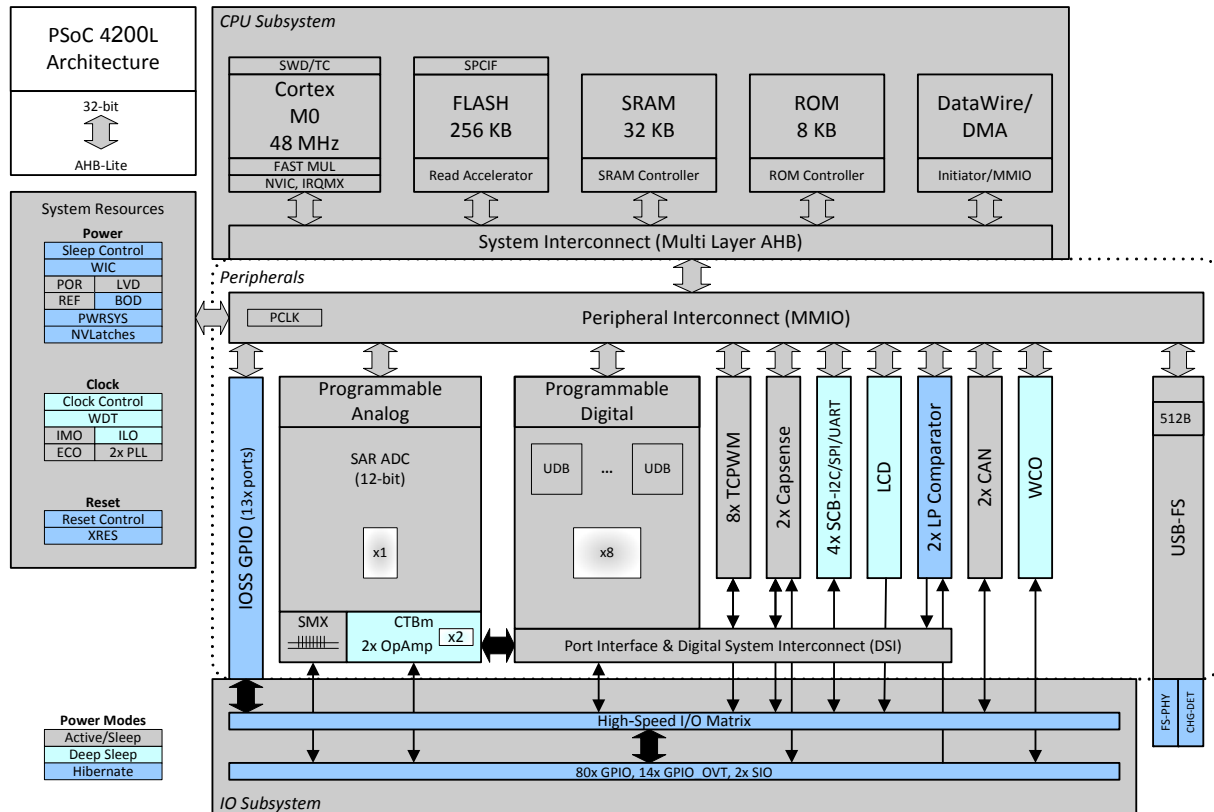 PSoC 4200L
Architecture
32-bit
AHB-Lite
CPU Subsystem
SWD/TC
Cortex
M0
48 MHz
FAST MUL
NVIC, IRQMX
SPCIF
FLASH
256 KB
Read Accelerator
SRAM
32 KB
SRAM Controller
ROM
8 KB
ROM Controller
DataWire/
DMA
Initiator/MMIO
System Interconnect (Multi Layer AHB)
System Resources
Power
Sleep Control
WIC
POR
LVD
REF
BOD
PWRSYS
NVLatches
Clock
Clock Control
WDT
IMO
ILO
ECO
2x PLL
Reset
Reset Control
XRES
Peripherals
PCLK
Peripheral Interconnect (MMIO)
IOSS GPIO (13x ports)
Programmable
Analog
SAR ADC
(12-bit)
x1
SMX
CTBm
2x OpAmp
x2
Programmable
Digital
UDB
...
UDB
x8
Port Interface & Digital System Interconnect (DSI)
8x TCPWM
2x Capsense
4x SCB-I2C/SPI/UART
LCD
2x LP Comparator
2x CAN
WCO
512B
USB-FS
FS-PHY
CHG-DET
Power Modes
Active/Sleep
Deep Sleep
Hibernate
High-Speed I/O Matrix
80x GPIO, 14x GPIO_OVT, 2x SIO
IO Subsystem